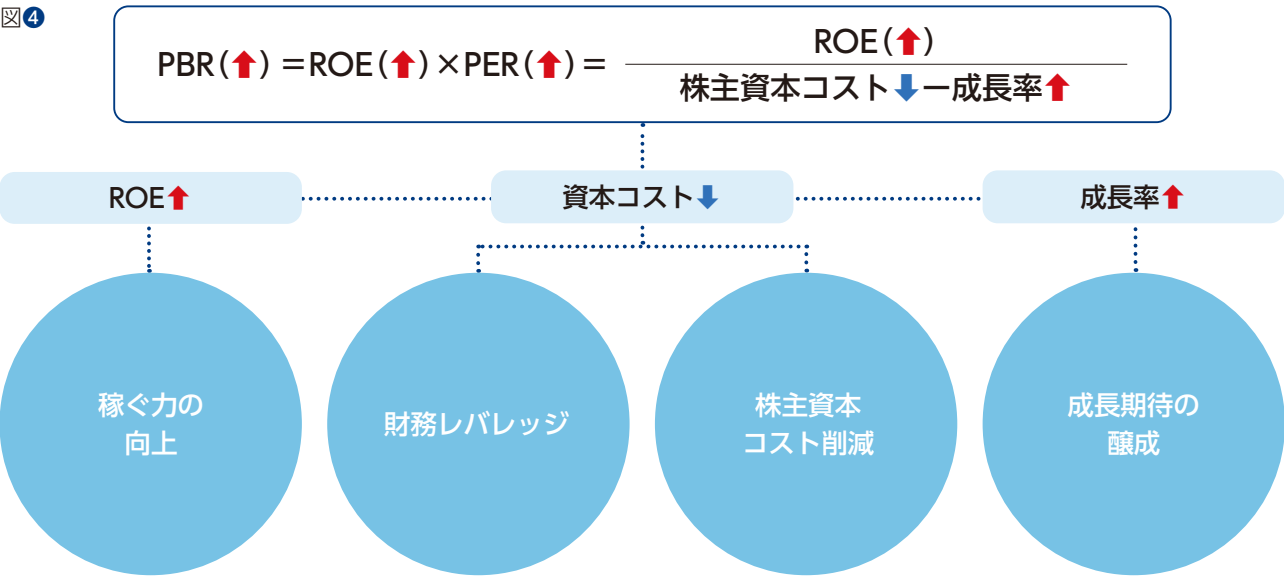 図❹
PBR(⬆)=ROE(⬆)×PER(⬆)=
ROE(⬆)
株主資本コスト⬇ー成長率⬆
ROE⬆
資本コスト⬇
成長率⬆
稼ぐ力の
向上
財務レバレッジ
株主資本
コスト削減
成長期待の
醸成